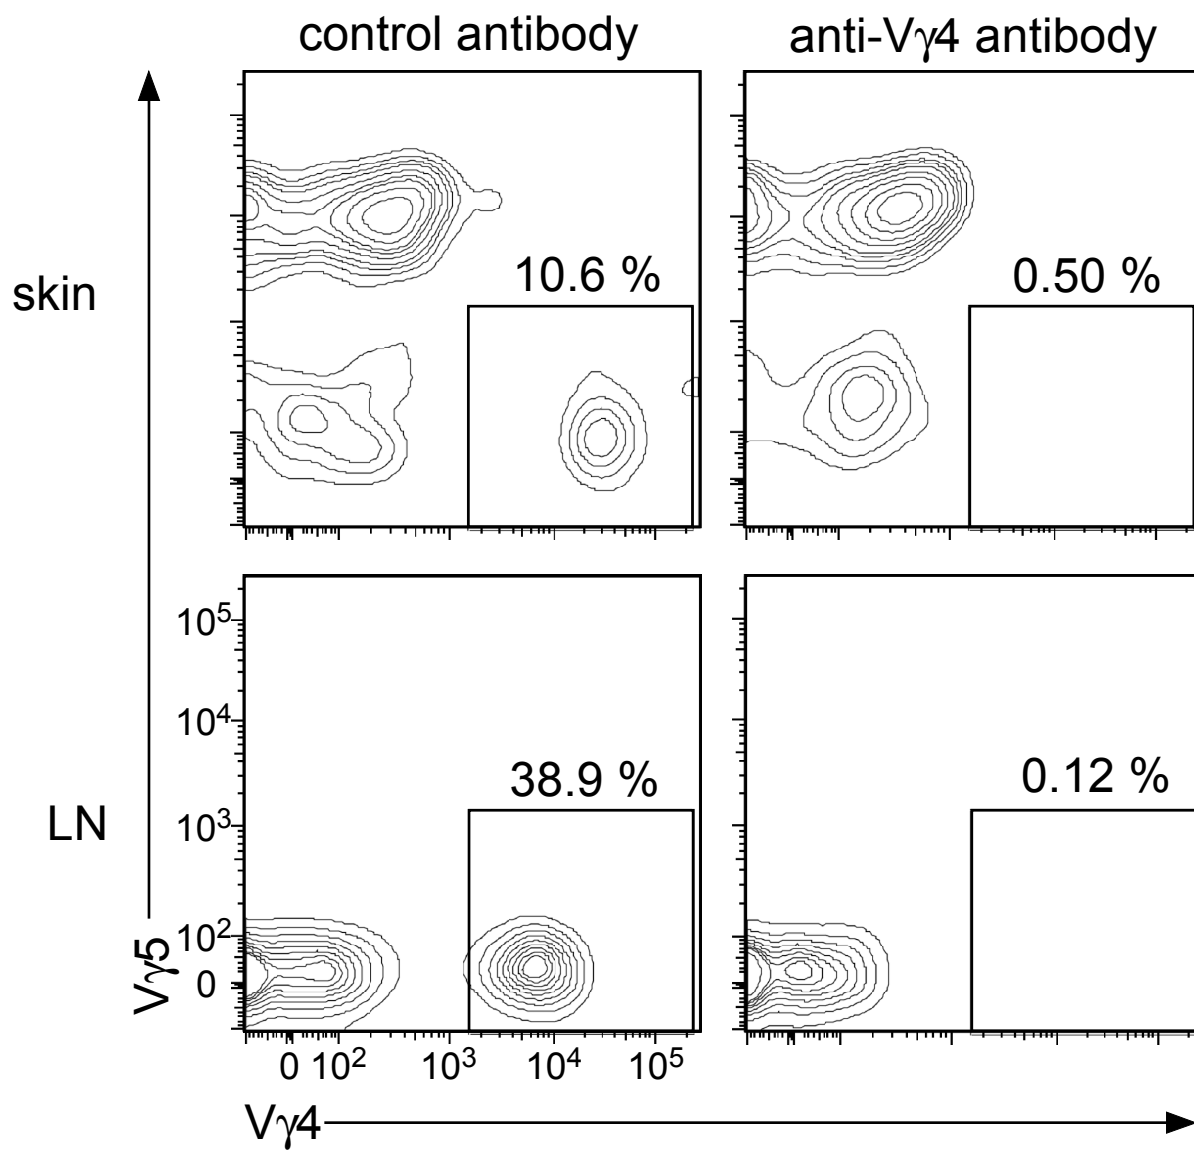 control antibody
anti-Vγ4 antibody
skin
10.6 %
0.50 %
LN
38.9 %
0.12 %
10⁵
10⁴
10³
10²
0
Vγ5
0 10² 10³ 10⁴ 10⁵
Vγ4